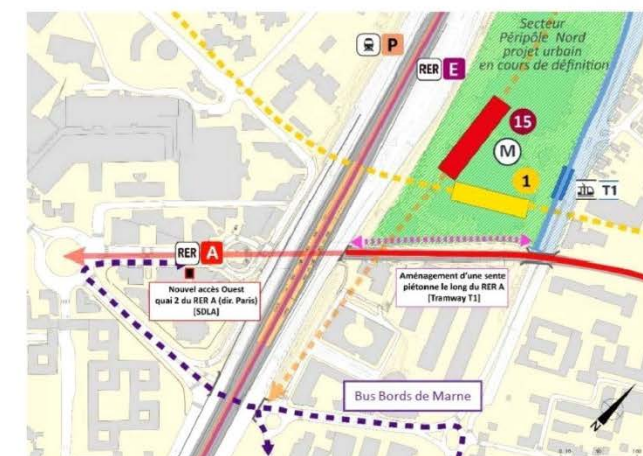 Secteur
Péripôle Nord
projet urbain
en cours de définition
P
RER E
15
M
1
T1
RER A
Nouvel accès Ouest
quai 2 du RER A (dir. Paris)
[SDLA]
Aménagement d'une sente
piétonne le long du RER A
[Tramway T1]
Bus Bords de Marne
N